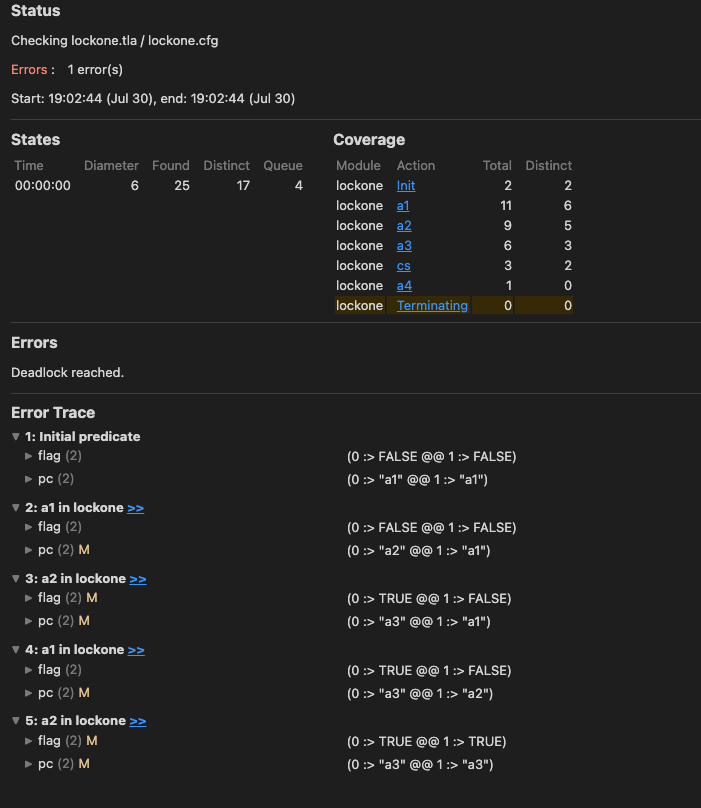 Status
Checking lockone.tla / lockone.cfg
Errors : 1 error(s)
Start: 19:02:44 (Jul 30), end: 19:02:44 (Jul 30)
States
Time Diameter Found Distinct Queue
00:00:00 6 25 17 4
Coverage
Module Action Total Distinct
lockone Init 2 2
lockone a1 11 6
lockone a2 9 5
lockone a3 6 3
lockone cs 3 2
lockone a4 1 0
lockone Terminating 0 0
Errors
Deadlock reached.
Error Trace
▼ 1: Initial predicate
▶ flag (2) (0 :> FALSE @@ 1 :> FALSE)
▶ pc (2) (0 :> "a1" @@ 1 :> "a1")
▼ 2: a1 in lockone >>
▶ flag (2) (0 :> FALSE @@ 1 :> FALSE)
▶ pc (2) M (0 :> "a2" @@ 1 :> "a1")
▼ 3: a2 in lockone >>
▶ flag (2) M (0 :> TRUE @@ 1 :> FALSE)
▶ pc (2) M (0 :> "a3" @@ 1 :> "a1")
▼ 4: a1 in lockone >>
▶ flag (2) (0 :> TRUE @@ 1 :> FALSE)
▶ pc (2) M (0 :> "a3" @@ 1 :> "a2")
▼ 5: a2 in lockone >>
▶ flag (2) M (0 :> TRUE @@ 1 :> TRUE)
▶ pc (2) M (0 :> "a3" @@ 1 :> "a3")